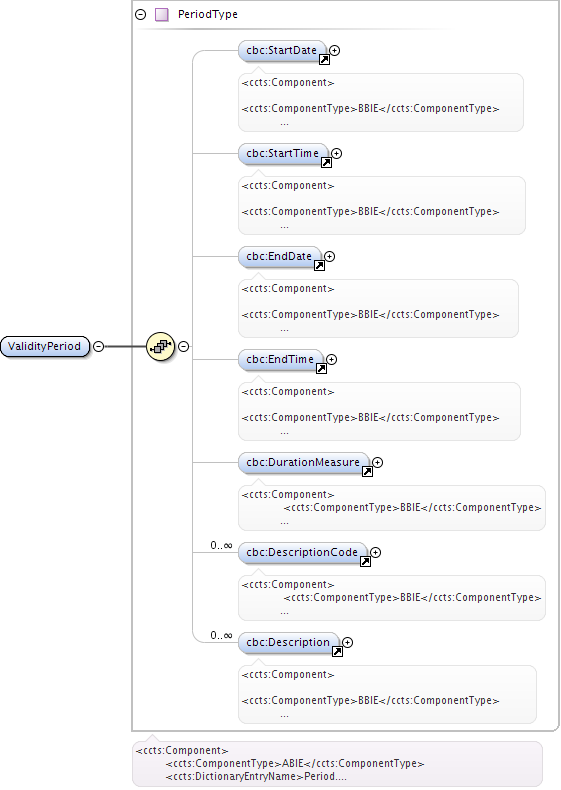 PeriodType
cbc:StartDate
<ccts:Component>
<ccts:ComponentType>BBIE</ccts:ComponentType>
...
cbc:StartTime
<ccts:Component>
<ccts:ComponentType>BBIE</ccts:ComponentType>
...
cbc:EndDate
<ccts:Component>
<ccts:ComponentType>BBIE</ccts:ComponentType>
...
ValidityPeriod
cbc:EndTime
<ccts:Component>
<ccts:ComponentType>BBIE</ccts:ComponentType>
...
cbc:DurationMeasure
<ccts:Component>
<ccts:ComponentType>BBIE</ccts:ComponentType>
...
0..∞ cbc:DescriptionCode
<ccts:Component>
<ccts:ComponentType>BBIE</ccts:ComponentType>
...
0..∞ cbc:Description
<ccts:Component>
<ccts:ComponentType>BBIE</ccts:ComponentType>
...
<ccts:Component>
<ccts:ComponentType>ABIE</ccts:ComponentType>
<ccts:DictionaryEntryName>Period....